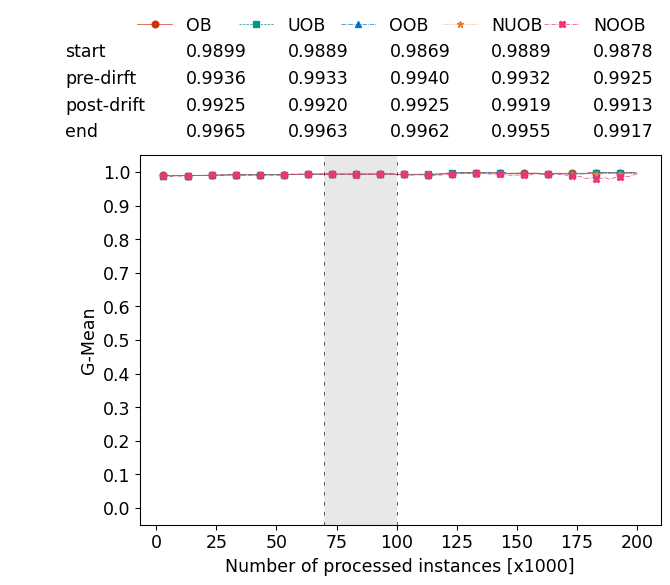 OB UOB OOB NUOB NOOB
start 0.9899 0.9889 0.9869 0.9889 0.9878
pre-dirft 0.9936 0.9933 0.9940 0.9932 0.9925
post-drift 0.9925 0.9920 0.9925 0.9919 0.9913
end 0.9965 0.9963 0.9962 0.9955 0.9917
1.0
0.9
0.8
0.7
0.6
0.5
0.4
0.3
0.2
0.1
0.0
G-Mean
0 25 50 75 100 125 150 175 200
Number of processed instances [x1000]